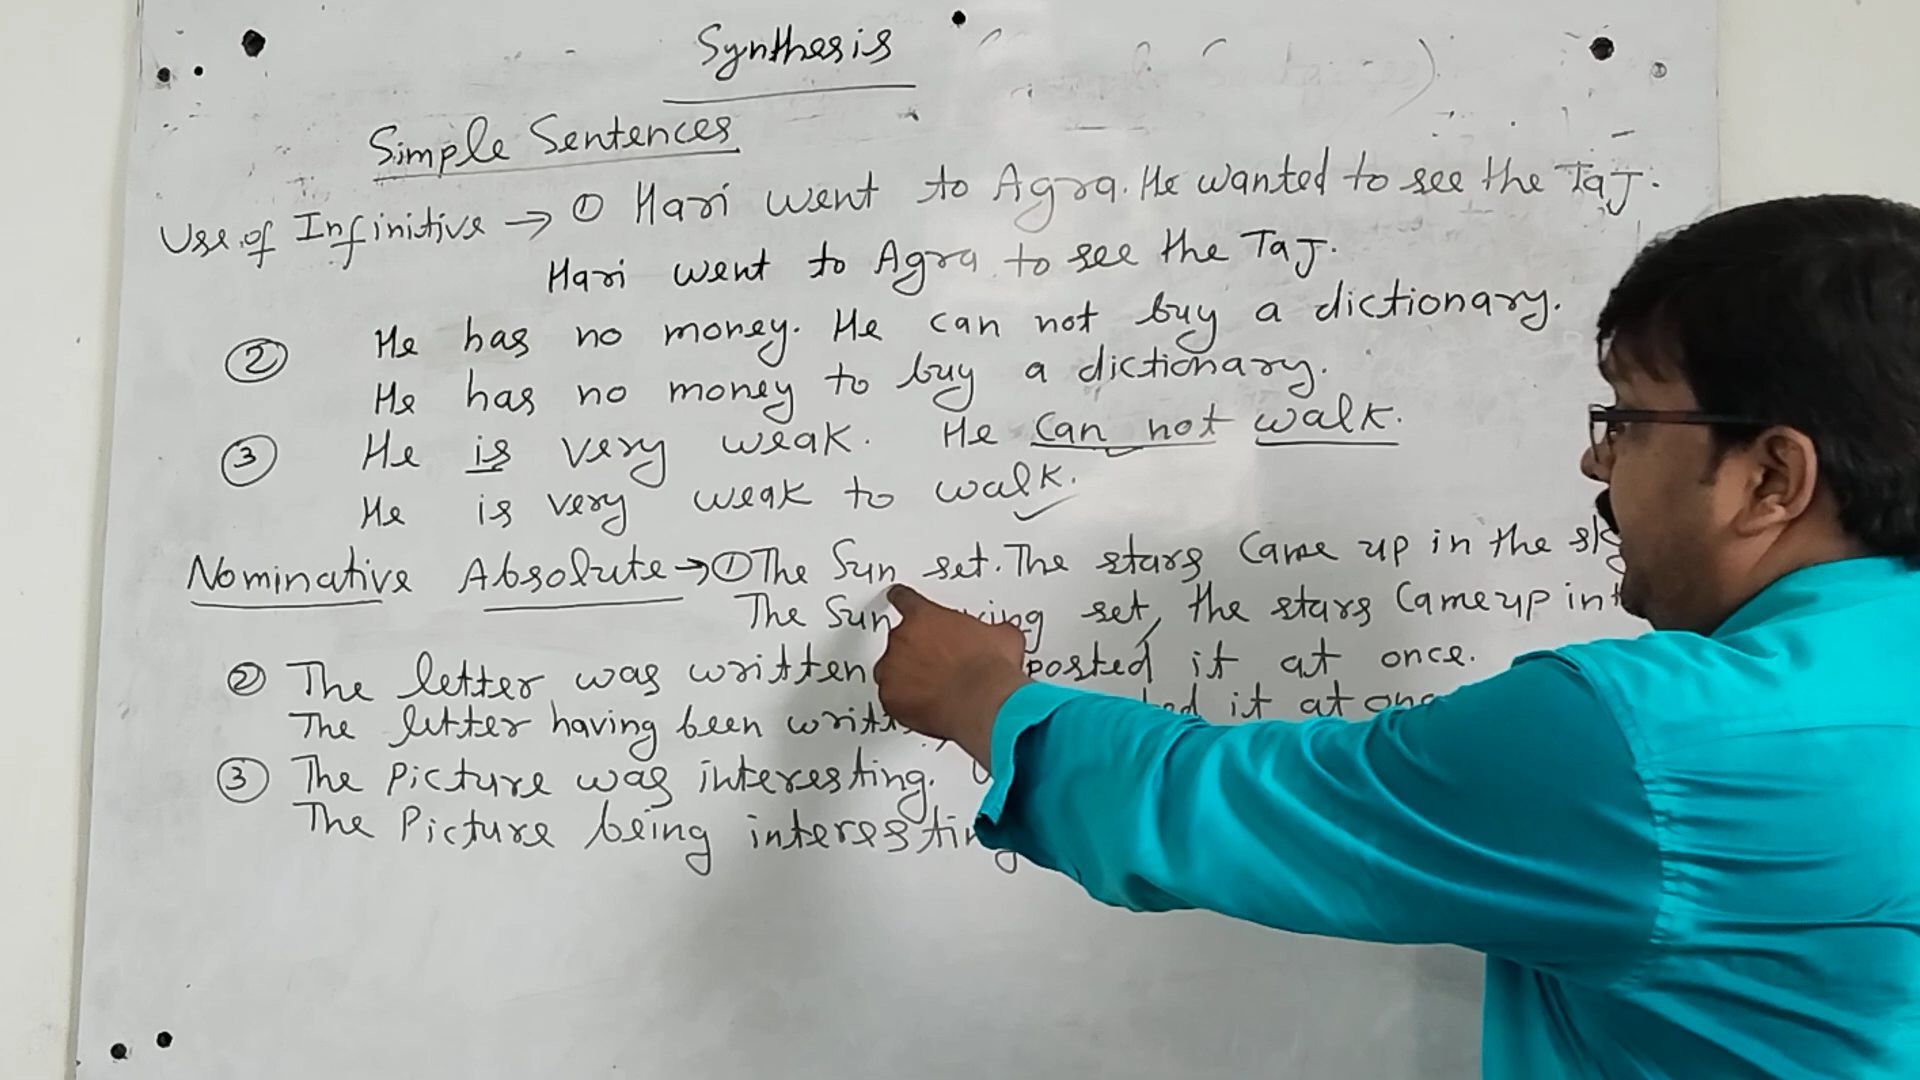 Synthesis
Simple Sentences
Use of Infinitive → ① Hari went to Agra. He wanted to see the Taj.
Hari went to Agra to see the Taj.
② He has no money. He can not buy a dictionary.
He has no money to buy a dictionary.
③ He is very weak. He can not walk.
He is very weak to walk.
Nominative Absolute → ① The Sun set. The stars came up in the
The Sun set, the stars came up in
② The letter was written posted it at once.
The letter having been it at
③ The Picture was interesting.
The Picture being interesting